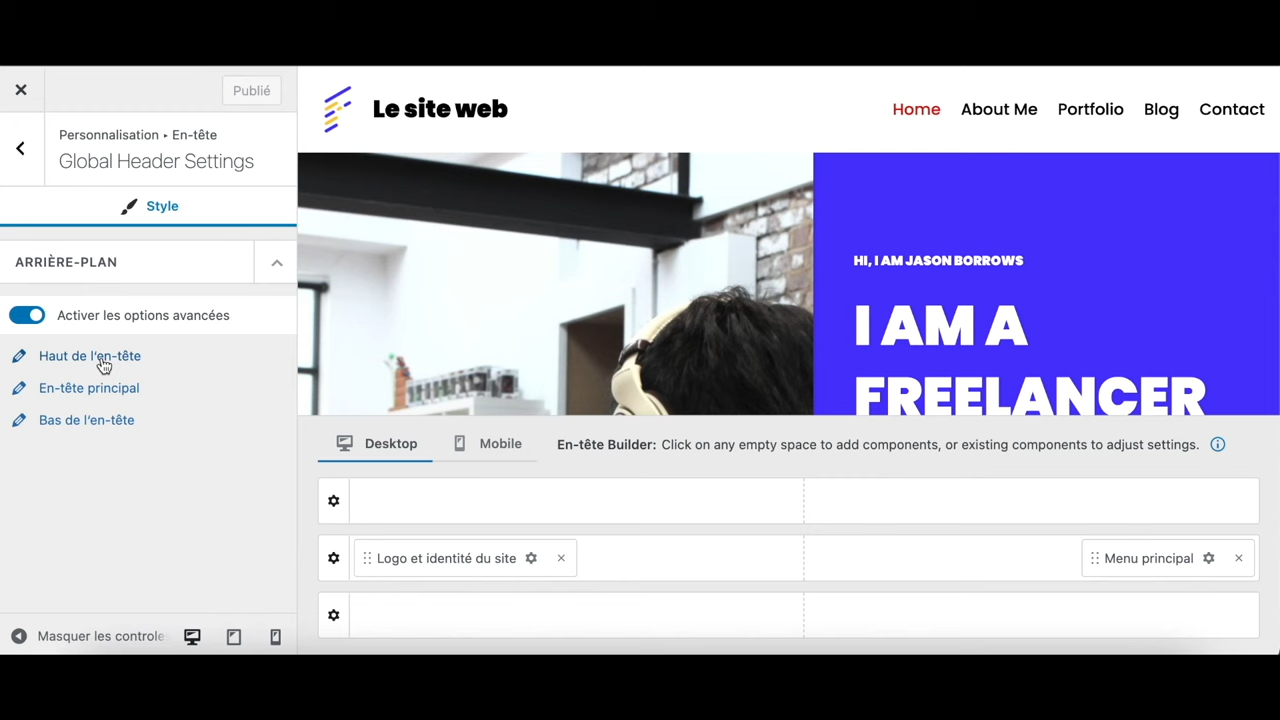 Publié
Personnalisation ▸ En-tête
Global Header Settings
Style
ARRIÈRE-PLAN
Activer les options avancées
Haut de l'en-tête
En-tête principal
Bas de l'en-tête
Masquer les controle
Le site web
Home About Me Portfolio Blog Contact
HI, I AM JASON BORROWS
I AM A
FREELANCER
Desktop Mobile En-tête Builder: Click on any empty space to add components, or existing components to adjust settings.
Logo et identité du site Menu principal